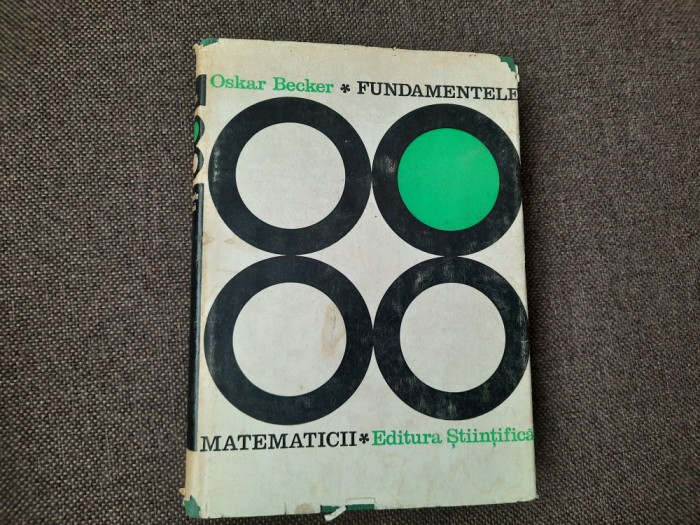 Oskar Becker * FUNDAMENTELE
MATEMATICII * Editura Științifică